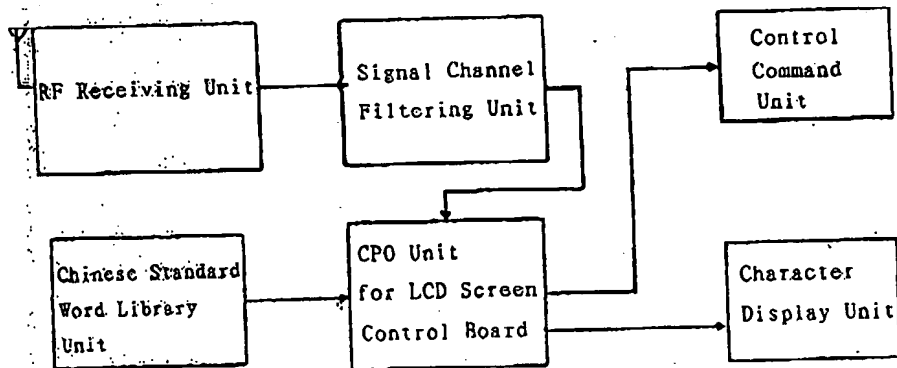 RF Receiving Unit
Signal Channel
Filtering Unit
Control
Command
Unit
Chinese Standard
Word Library
Unit
CPO Unit
for LCD Screen
Control Board
Character
Display Unit